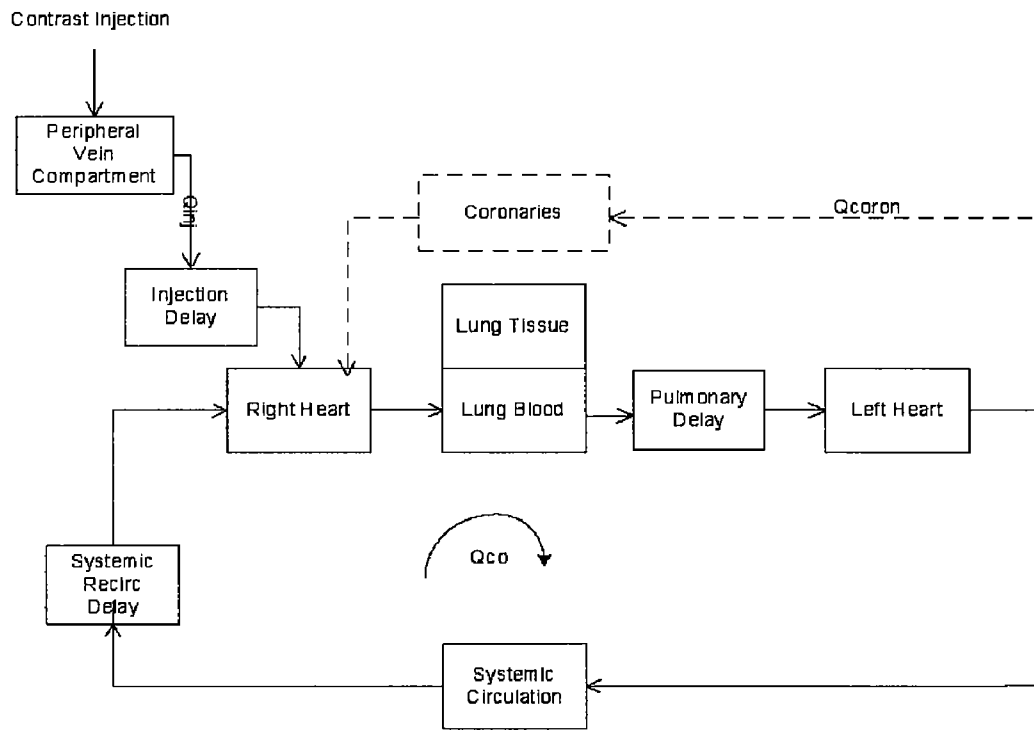 Contrast Injection
Peripheral
Vein
Compartment
Qinj
Coronaries
Qcoron
Injection
Delay
Lung Tissue
Right Heart
Lung Blood
Pulmonary
Delay
Left Heart
Qco
Systemic
Recirc
Delay
Systemic
Circulation